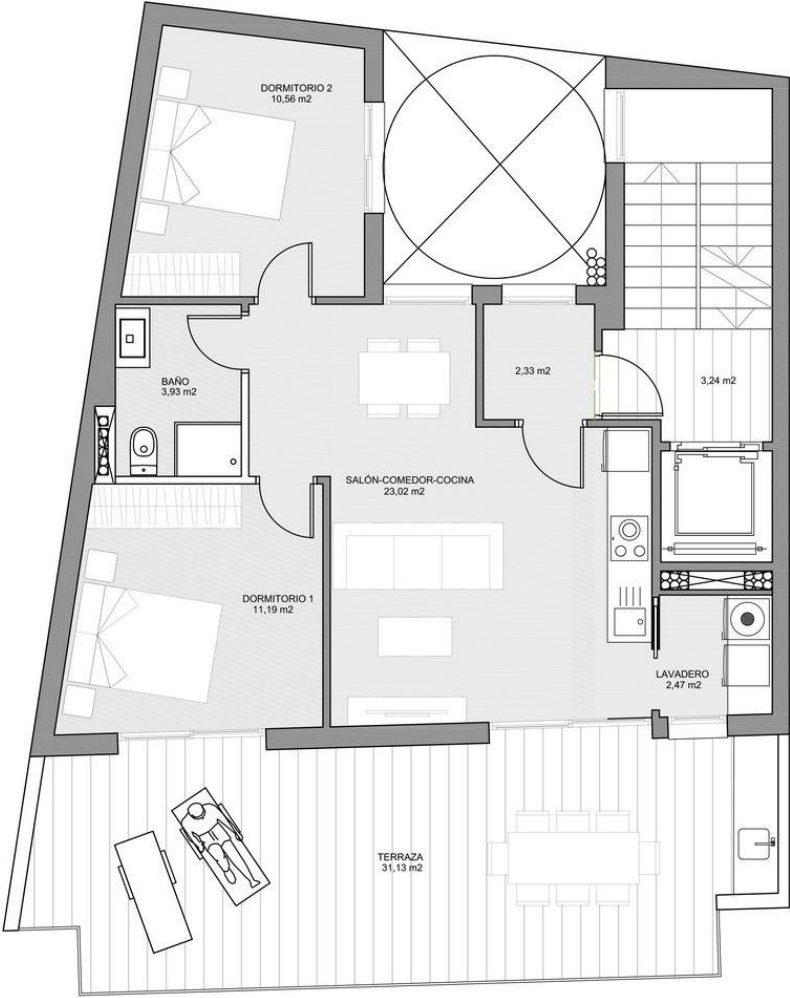 DORMITORIO 2
10,56 m2
2,33 m2
3,24 m2
BAÑO
3,93 m2
SALÓN-COMEDOR-COCINA
23,02 m2
DORMITORIO 1
11,19 m2
LAVADERO
2,47 m2
TERRAZA
31,13 m2